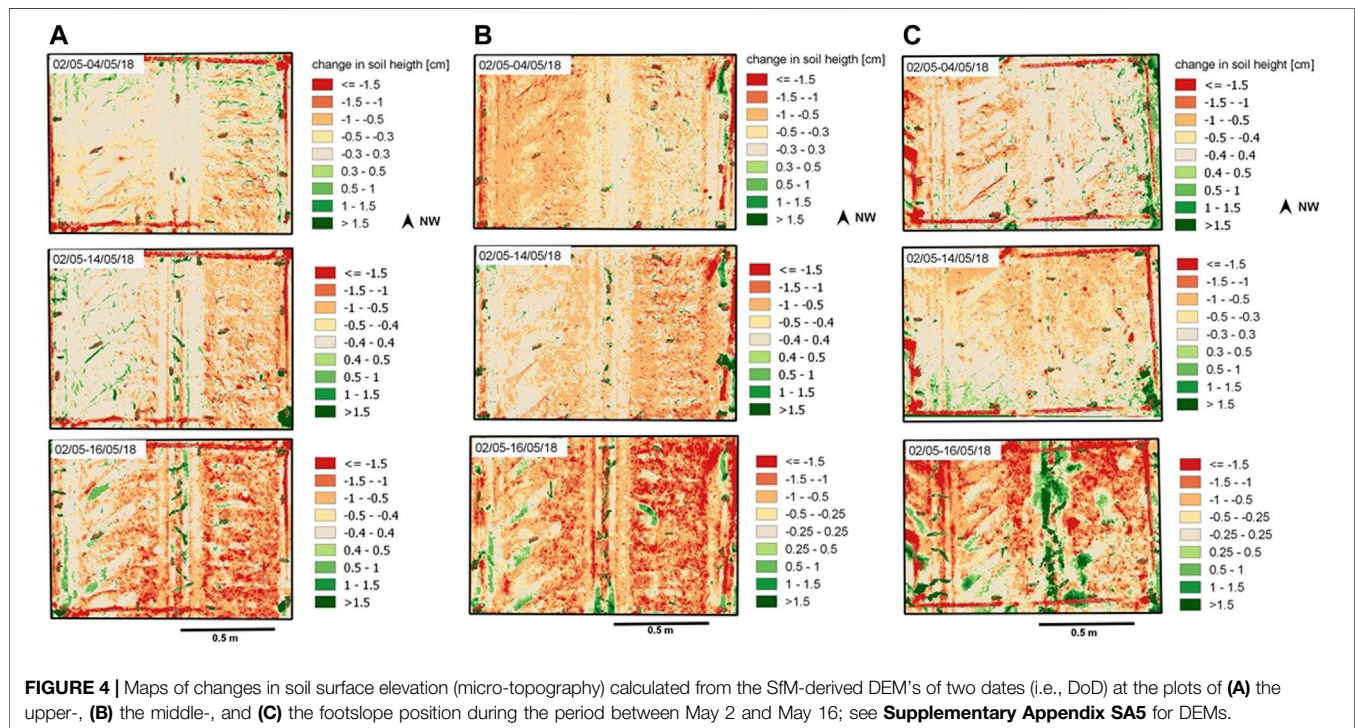 A
B
C
02/05-04/05/18
change in soil heigth [cm]
<= -1.5
-1.5 - -1
-1 - -0.5
-0.5 - -0.3
-0.3 - 0.3
0.3 - 0.5
0.5 - 1
1 - 1.5
> 1.5
NW
02/05-04/05/18
change in soil heigth [cm]
<= -1.5
-1.5 - -1
-1 - -0.5
-0.5 - -0.3
-0.3 - 0.3
0.3 - 0.5
0.5 - 1
1 - 1.5
> 1.5
NW
02/05-04/05/18
change in soil height [cm]
<= -1.5
-1.5 - -1
-1 - -0.5
-0.5 - -0.4
-0.4 - 0.4
0.4 - 0.5
0.5 - 1
1 - 1.5
>1.5
NW
02/05-14/05/18
<= -1.5
-1.5 - -1
-1 - -0.5
-0.5 - -0.4
-0.4 - 0.4
0.4 - 0.5
0.5 - 1
1 - 1.5
>1.5
02/05-14/05/18
<= -1.5
-1.5 - -1
-1 - -0.5
-0.5 - -0.4
-0.4 - 0.4
0.4 - 0.5
0.5 - 1
1 - 1.5
>1.5
02/05-14/05/18
<= -1.5
-1.5 - -1
-1 - -0.5
-0.5 - -0.3
-0.3 - 0.3
0.3 - 0.5
0.5 - 1
1 - 1.5
>1.5
02/05-16/05/18
<= -1.5
-1.5 - -1
-1 - -0.5
-0.5 - -0.4
-0.4 - 0.4
0.4 - 0.5
0.5 - 1
1 - 1.5
>1.5
0.5 m
02/05-16/05/18
<= -1.5
-1.5 - -1
-1 - -0.5
-0.5 - -0.25
-0.25 - 0.25
0.25 - 0.5
0.5 - 1
1 - 1.5
>1.5
0.5 m
02/05-16/05/18
<= -1.5
-1.5 - -1
-1 - -0.5
-0.5 - -0.25
-0.25 - 0.25
0.25 - 0.5
0.5 - 1
1 - 1.5
>1.5
0.5 m
FIGURE 4 | Maps of changes in soil surface elevation (micro-topography) calculated from the SfM-derived DEM's of two dates (i.e., DoD) at the plots of (A) the
upper-, (B) the middle-, and (C) the footslope position during the period between May 2 and May 16; see Supplementary Appendix SA5 for DEMs.